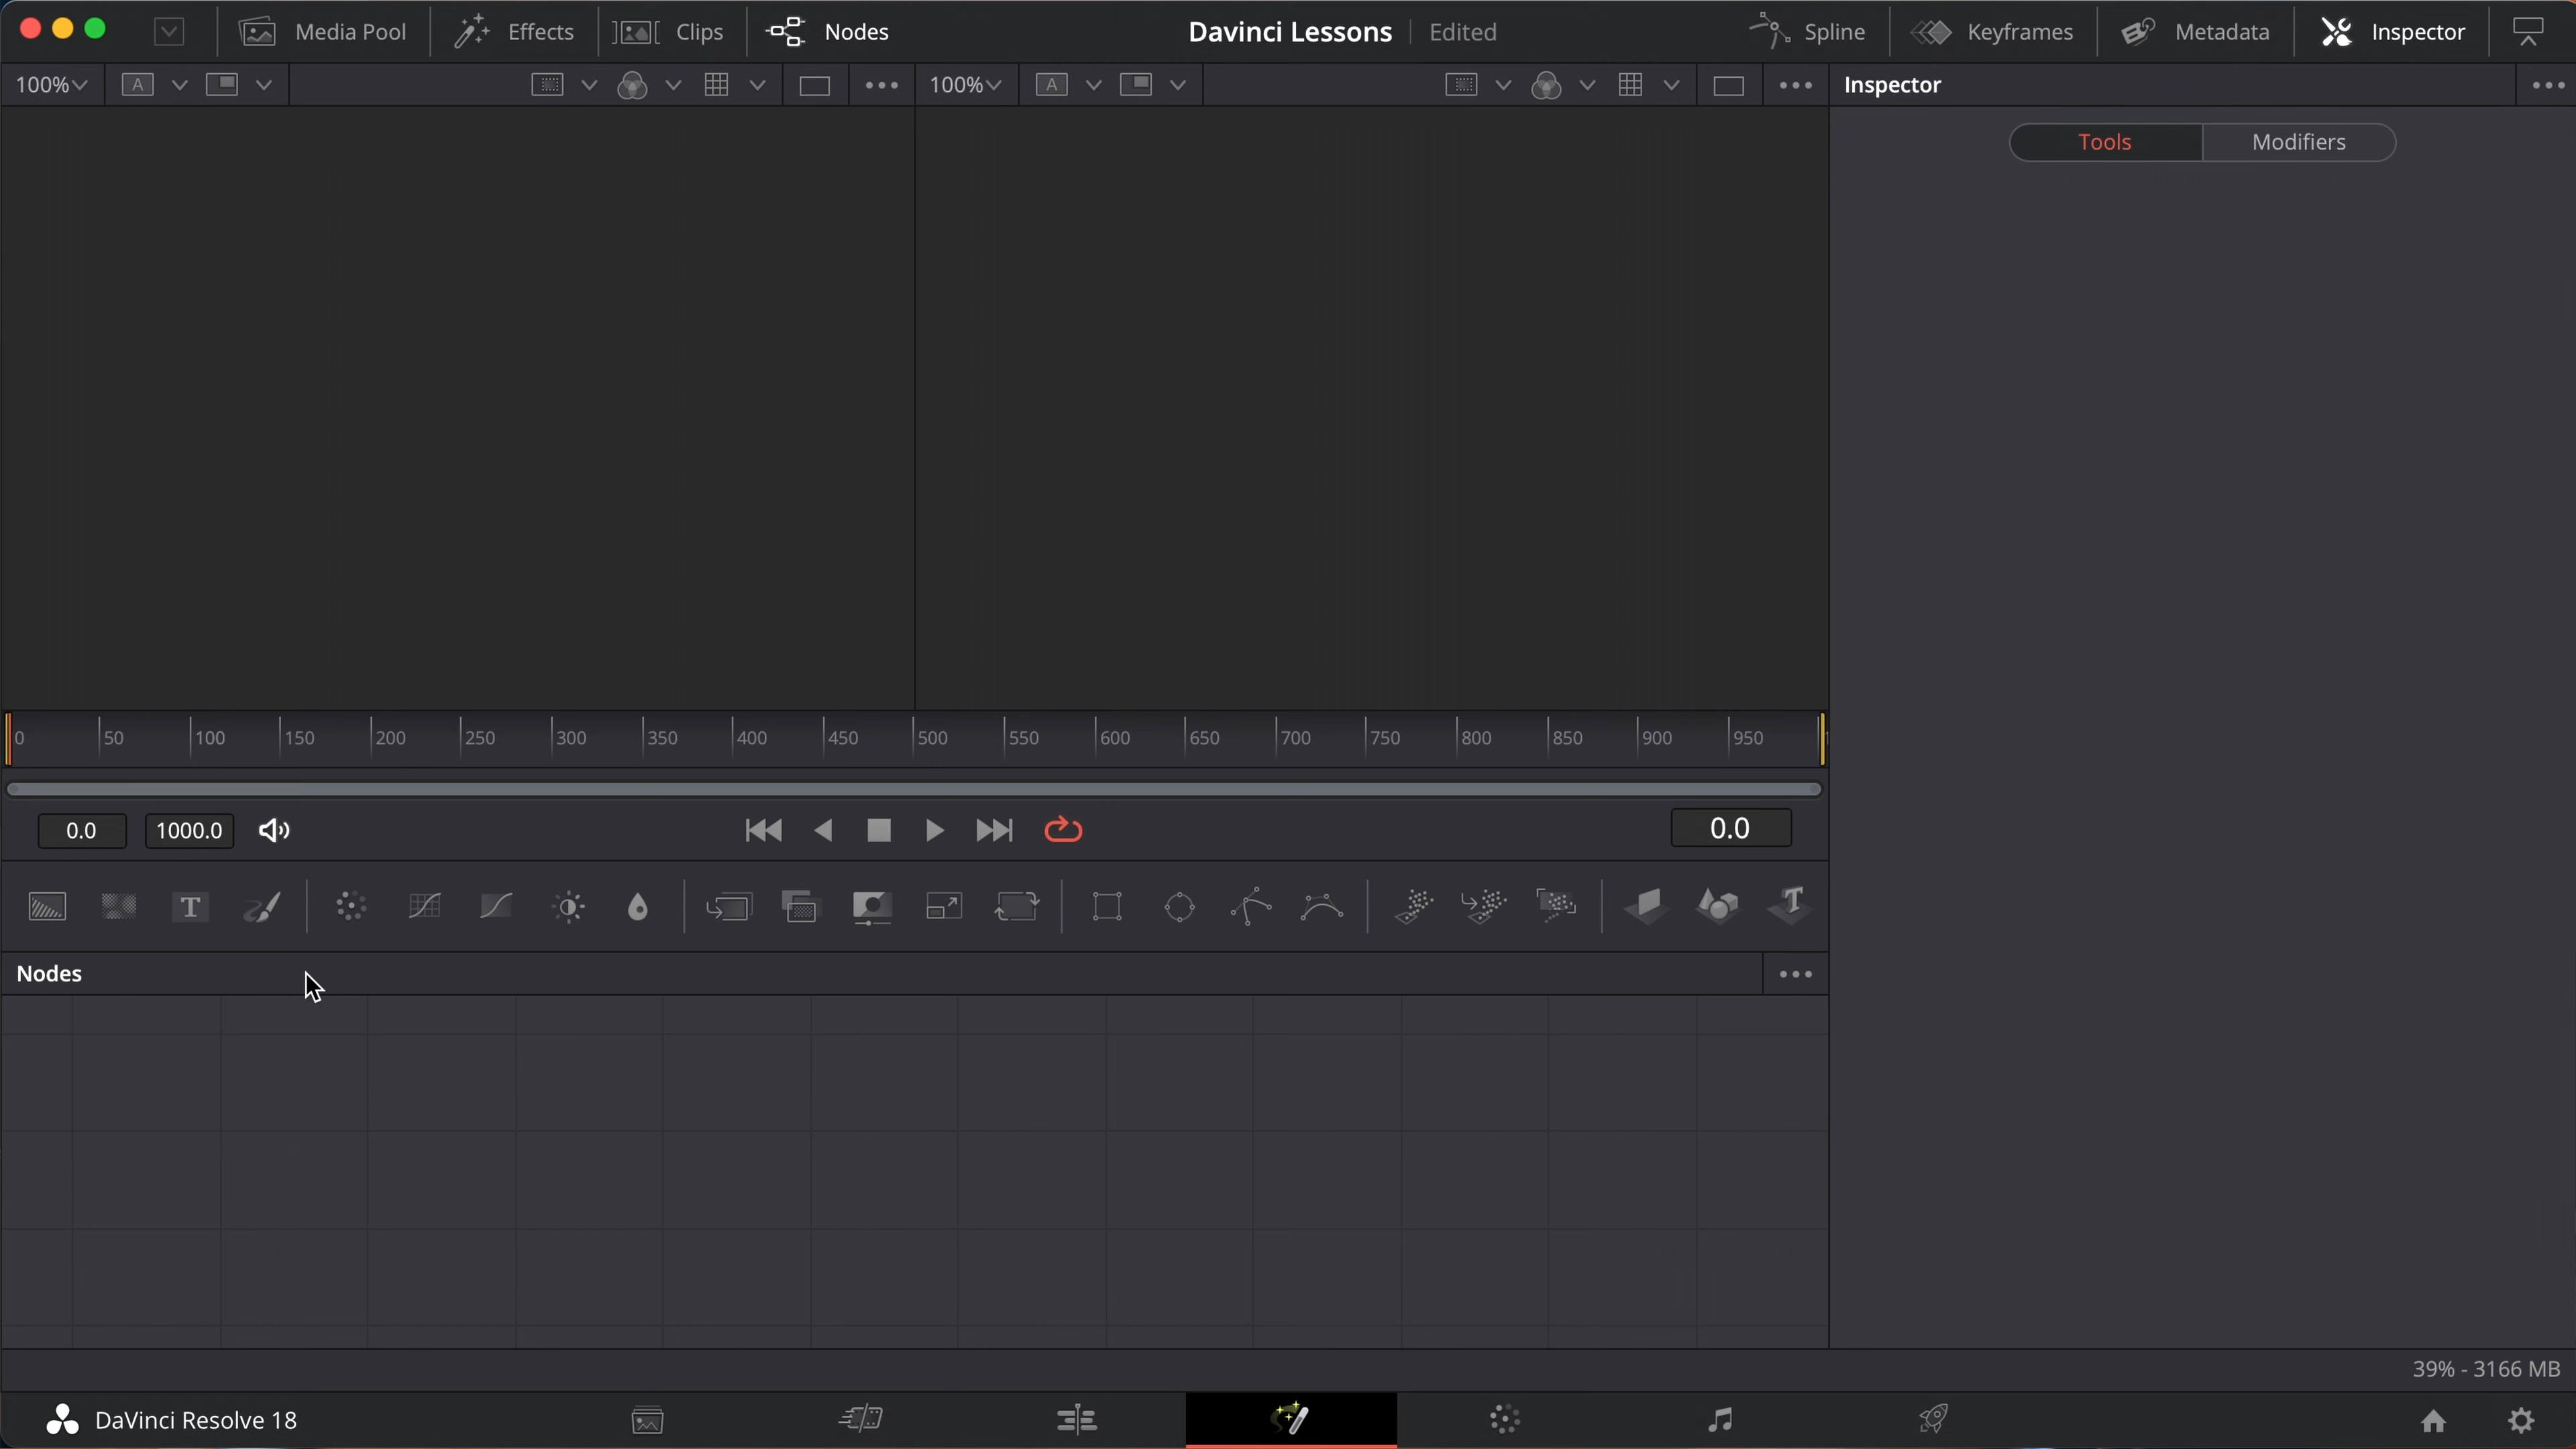 Media Pool Effects Clips Nodes Davinci Lessons Edited Spline Keyframes Metadata Inspector
100% A 100% A Inspector
Tools Modifiers
0 50 100 150 200 250 300 350 400 450 500 550 600 650 700 750 800 850 900 950
0.0 1000.0 0.0
T T
Nodes
39% - 3166 MB
DaVinci Resolve 18